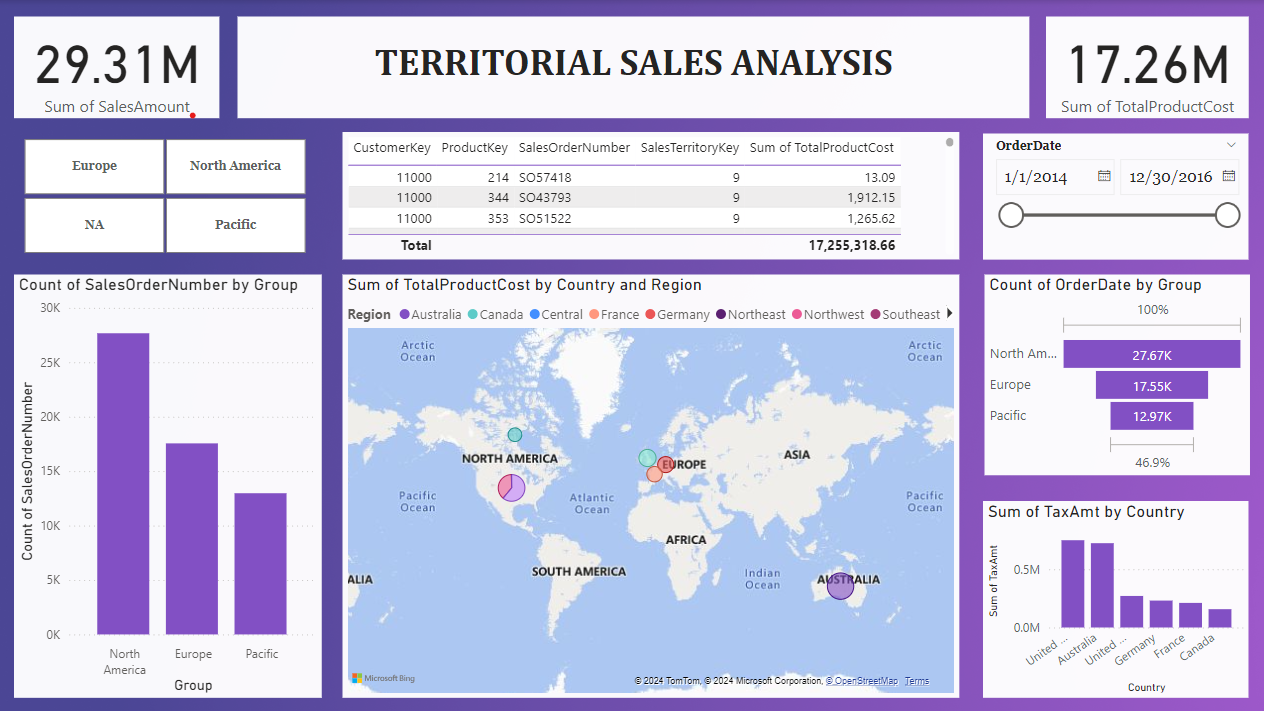 29.31M
Sum of SalesAmount
TERRITORIAL SALES ANALYSIS
17.26M
Sum of TotalProductCost
Europe
North America
NA
Pacific
CustomerKey ProductKey SalesOrderNumber SalesTerritoryKey Sum of TotalProductCost
11000 214 SO57418 9 13.09
11000 344 SO43793 9 1,912.15
11000 353 SO51522 9 1,265.62
Total 17,255,318.66
OrderDate
1/1/2014 12/30/2016
Count of SalesOrderNumber by Group
30K
25K
20K
15K
10K
5K
0K
Count of SalesOrderNumber
North
America
Europe
Pacific
Group
Sum of TotalProductCost by Country and Region
Region Australia Canada Central France Germany Northeast Northwest Southeast
Arctic
Ocean
Arctic
Ocean
NORTH AMERICA
EUROPE
ASIA
Pacific
Ocean
Atlantic
Ocean
Pacific
Ocean
AFRICA
SOUTH AMERICA
Indian
Ocean
ALIA
AUSTRALIA
Microsoft Bing
© 2024 TomTom, © 2024 Microsoft Corporation, © OpenStreetMap Terms
Count of OrderDate by Group
100%
North Am... 27.67K
Europe 17.55K
Pacific 12.97K
46.9%
Sum of TaxAmt by Country
Sum of TaxAmt
0.5M
0.0M
United ...
Australia
United ...
Germany
France
Canada
Country